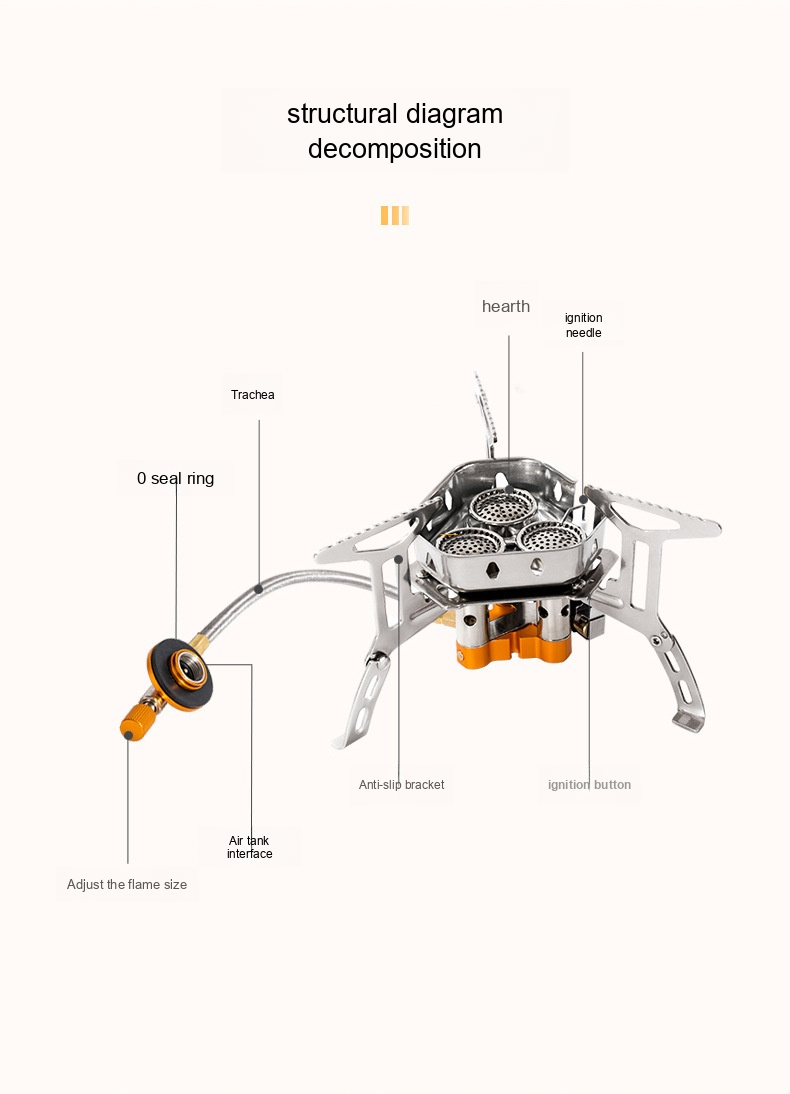 structural diagram
decomposition
hearth
ignition
needle
Trachea
0 seal ring
Anti-slip bracket
ignition button
Air tank
interface
Adjust the flame size